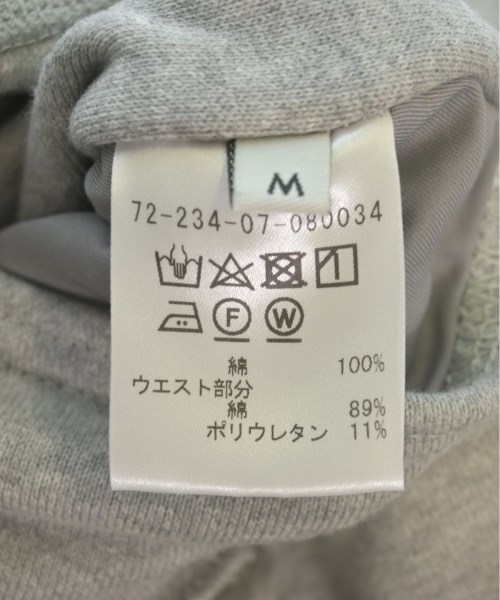 M
72-234-07-080034
F W
綿 100%
ウエスト部分
綿 89%
ポリウレタン 11%